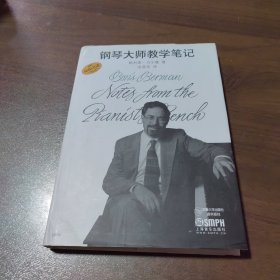 钢琴大师教学笔记
Boris Berman
Notes from the
Pianist's Bench
SMPH
上海音乐出版社